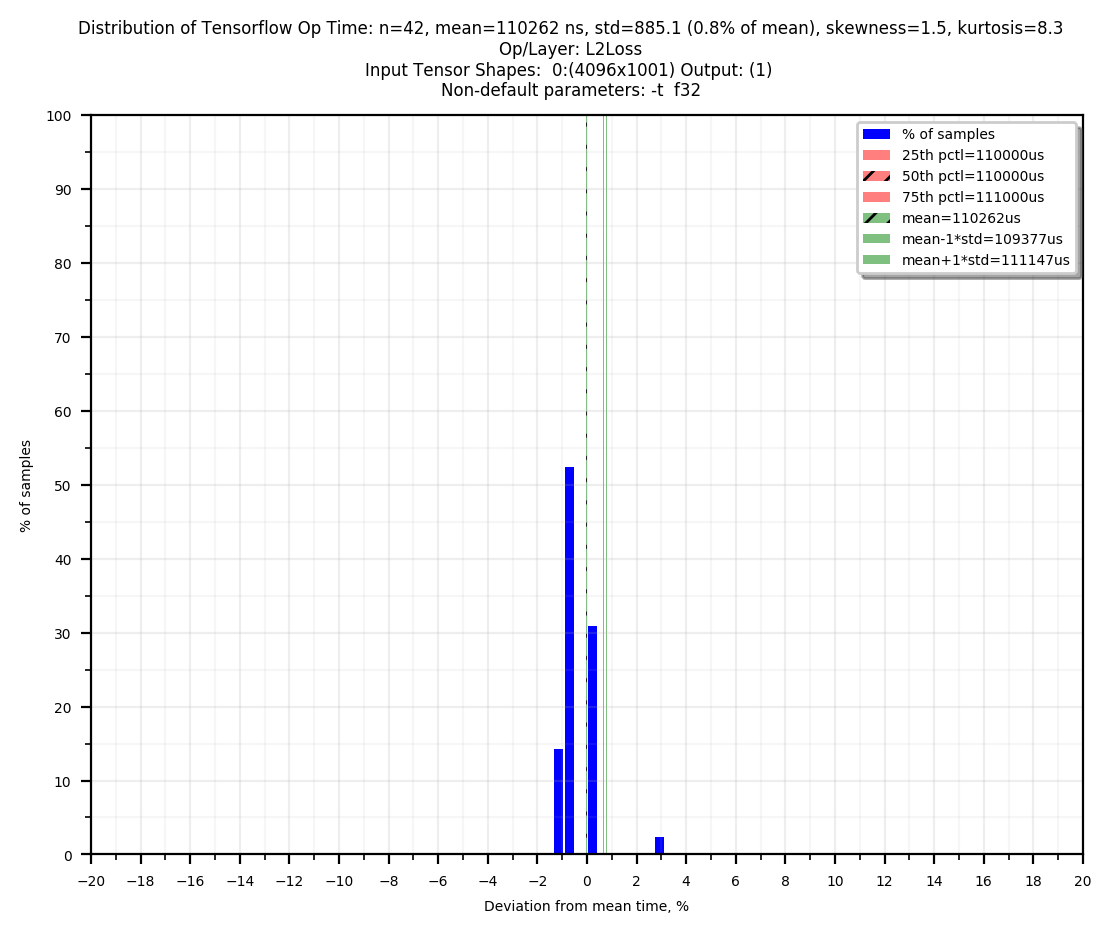 Distribution of Tensorflow Op Time: n=42, mean=110262 ns, std=885.1 (0.8% of mean), skewness=1.5, kurtosis=8.3
Op/Layer: L2Loss
Input Tensor Shapes:  0:(4096x1001) Output: (1)
Non-default parameters: -t  f32
% of samples
25th pctl=110000us
50th pctl=110000us
75th pctl=111000us
mean=110262us
mean-1*std=109377us
mean+1*std=111147us
100
90
80
70
60
50
40
30
20
10
0
% of samples
−20 −18 −16 −14 −12 −10 −8 −6 −4 −2 0 2 4 6 8 10 12 14 16 18 20
Deviation from mean time, %